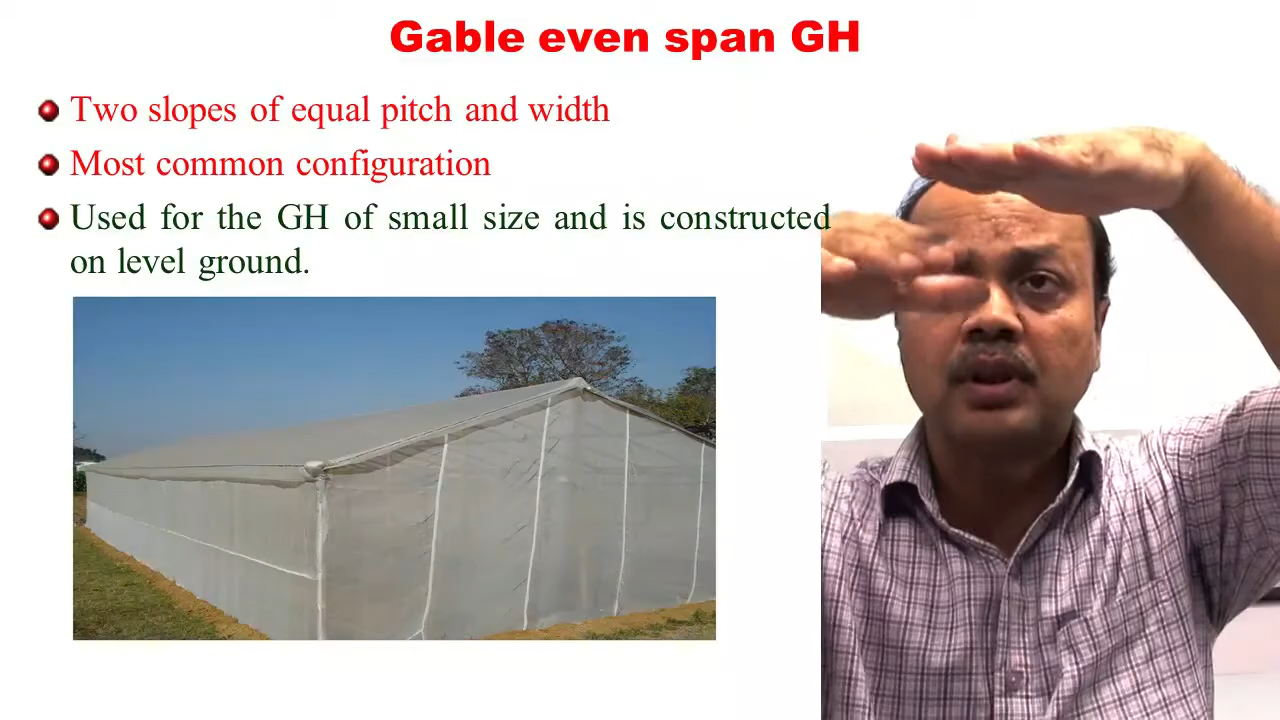 Gable even span GH
Two slopes of equal pitch and width
Most common configuration
Used for the GH of small size and is constructed
on level ground.